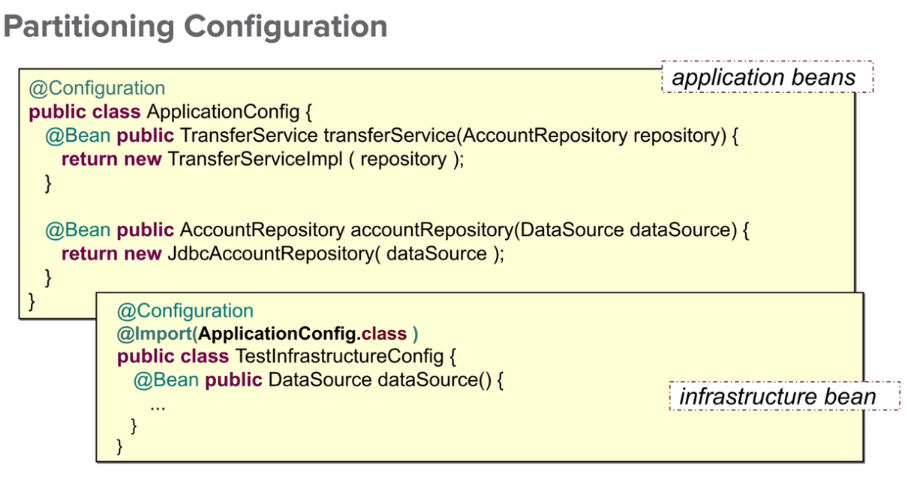 Partitioning Configuration
application beans
@Configuration
public class ApplicationConfig {
@Bean public TransferService transferService(AccountRepository repository) {
return new TransferServiceImpl ( repository );
}
@Bean public AccountRepository accountRepository(DataSource dataSource) {
return new JdbcAccountRepository( dataSource );
}
}
@Configuration
@Import(ApplicationConfig.class )
public class TestInfrastructureConfig {
@Bean public DataSource dataSource() {
...
}
}
infrastructure bean